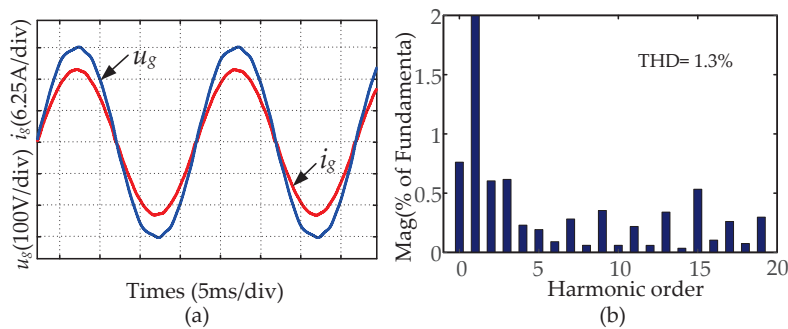 u_g(100V/div) i_g(6.25A/div)
u_g
i_g
Times (5ms/div)
(a)
Mag(% of Fundamenta)
2
1
1
0.5
0
THD= 1.3%
0
5
10
15
20
Harmonic order
(b)